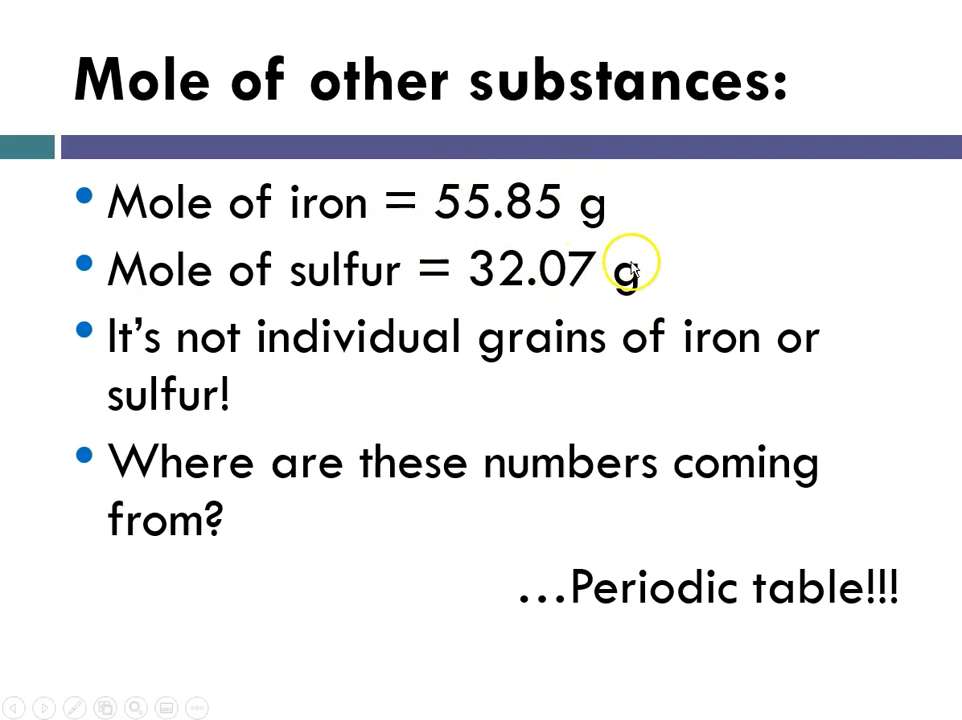 Mole of other substances:
• Mole of iron = 55.85 g
• Mole of sulfur = 32.07 g
• It’s not individual grains of iron or
sulfur!
• Where are these numbers coming
from?
…Periodic table!!!